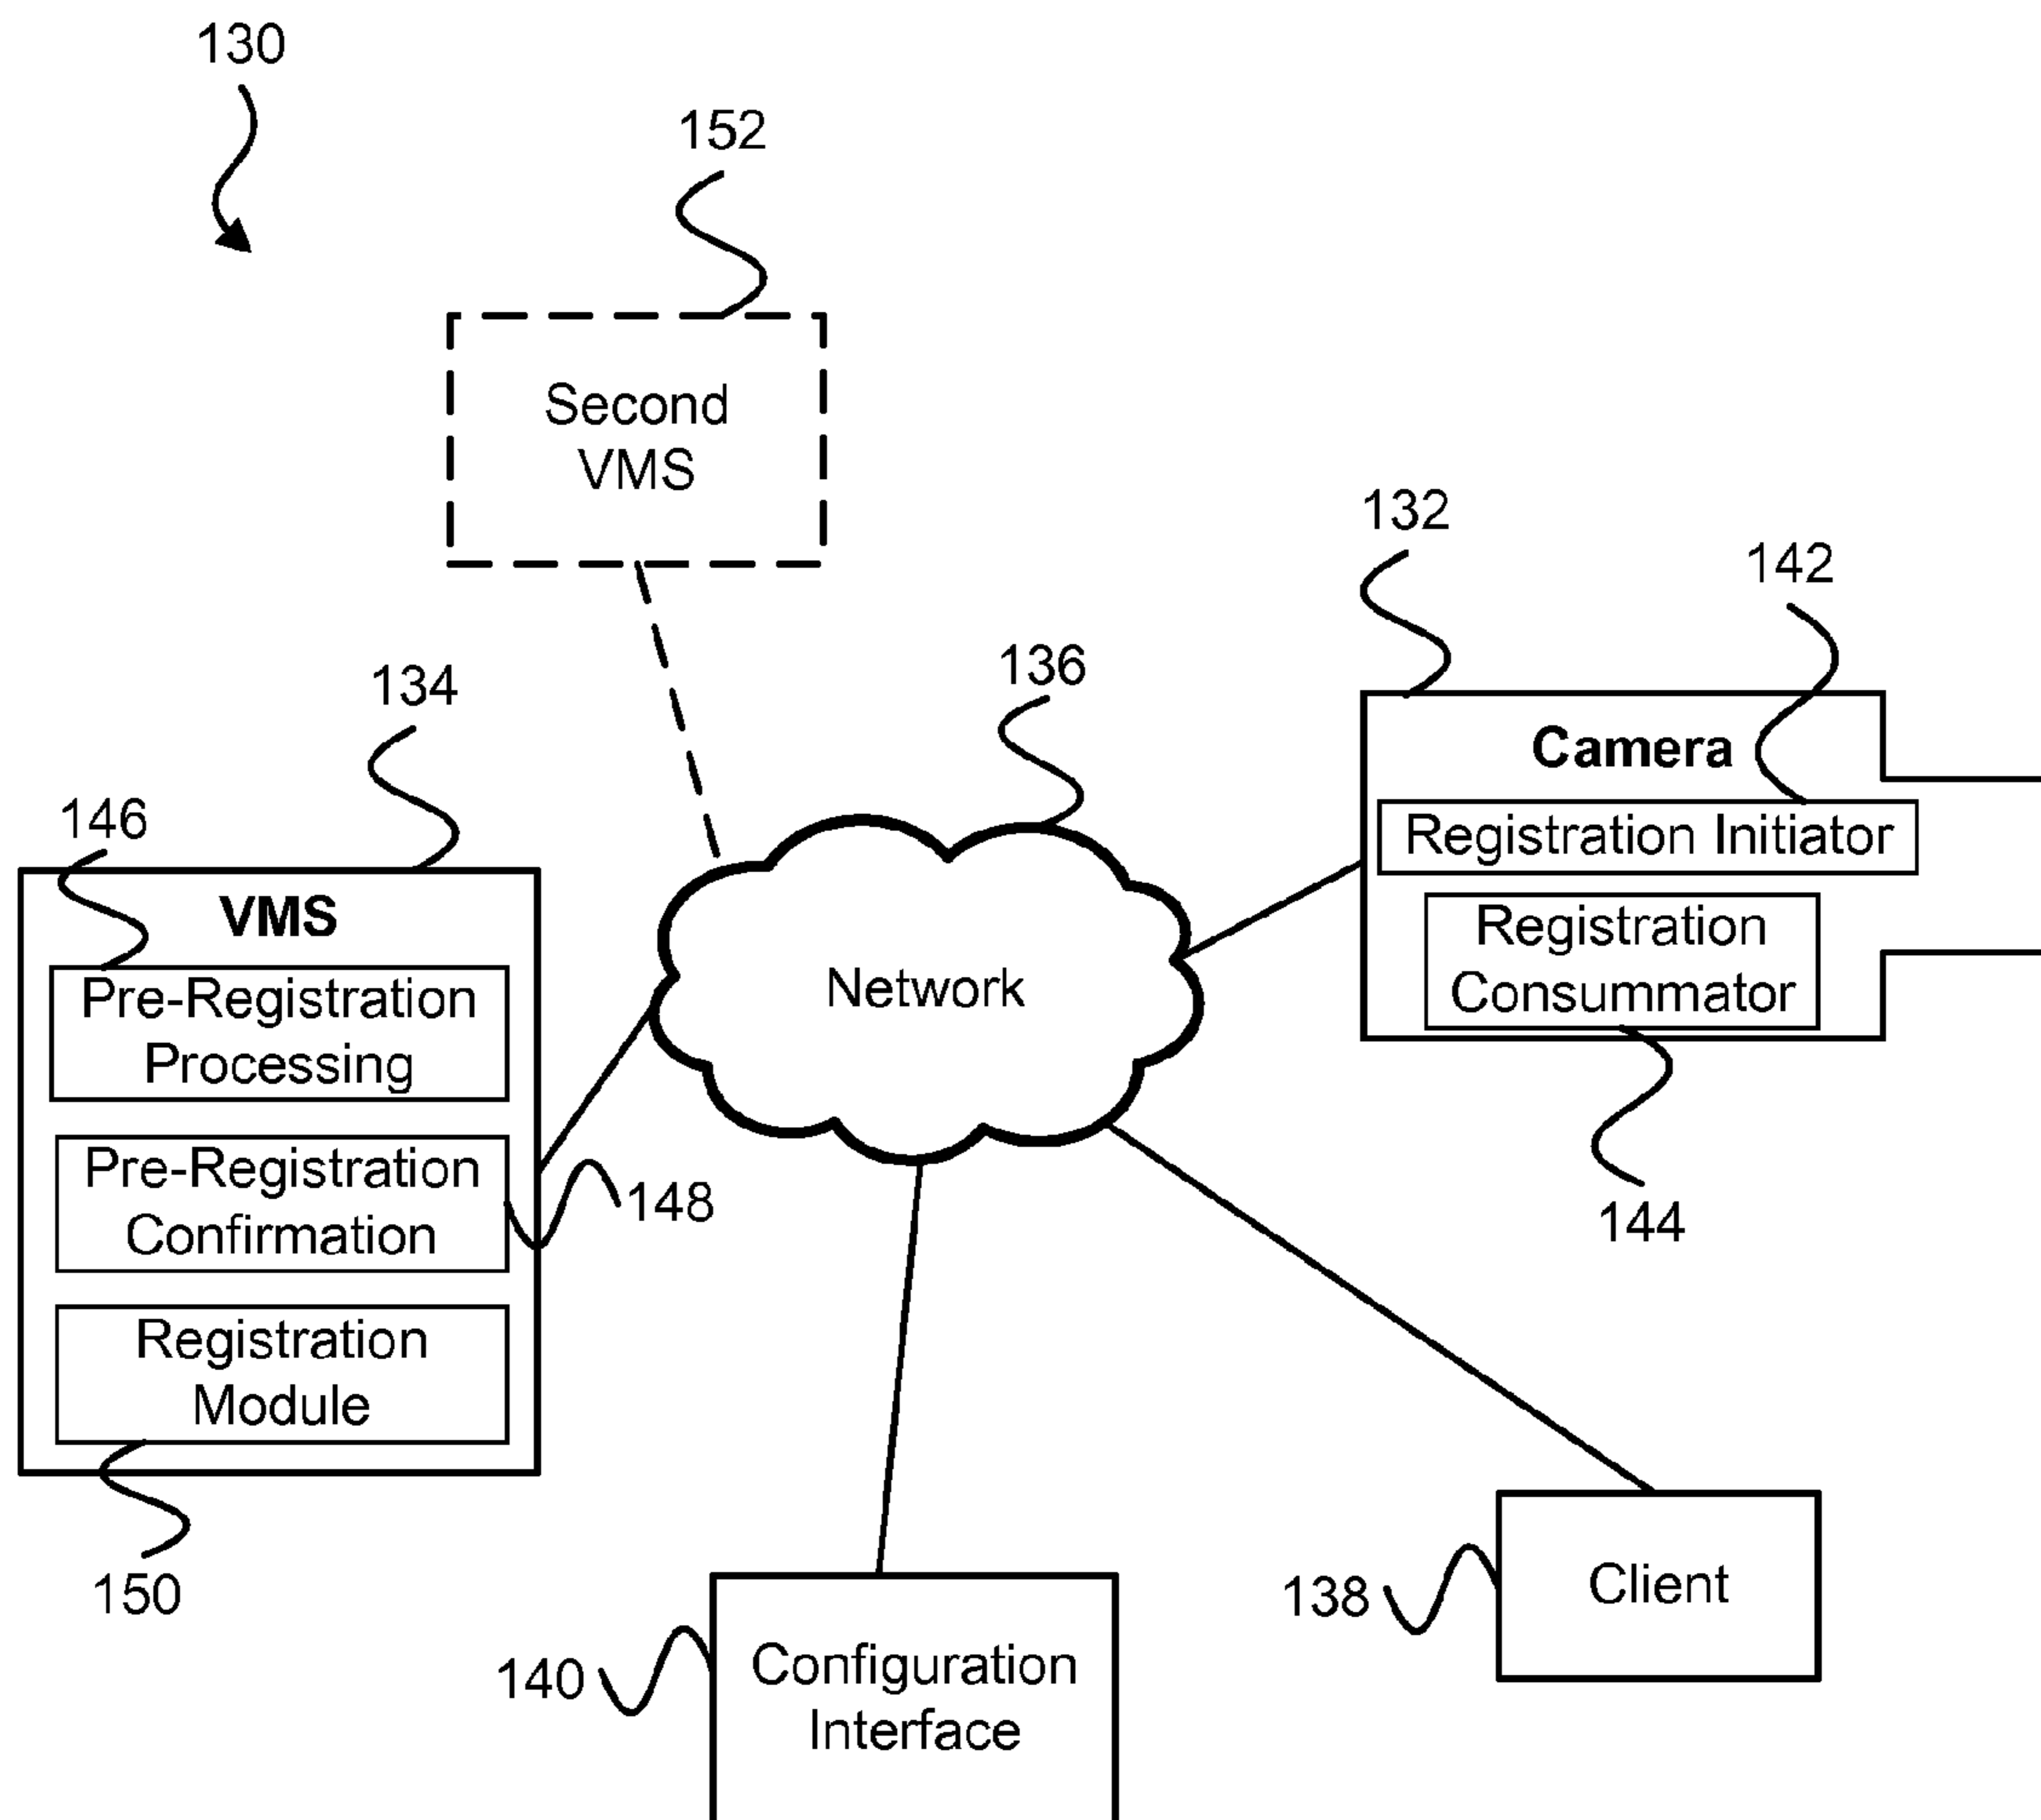 130
152
Second
VMS
132
142
136
134
Camera
146
Registration Initiator
VMS
Registration
Consummator
Pre-Registration
Processing
Network
Pre-Registration
Confirmation
148
144
Registration
Module
150
138
Client
140
Configuration
Interface